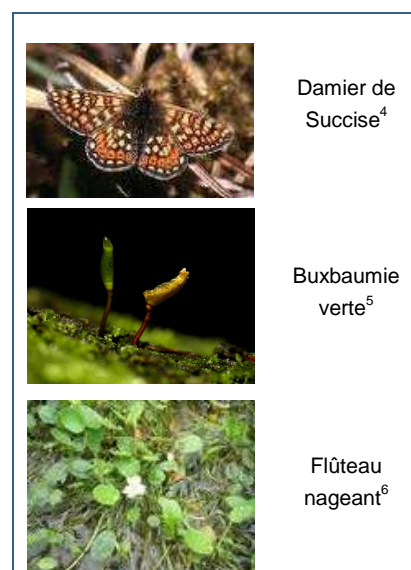 Damier de
Succise⁴
Buxbaumie
verte⁵
Flûteau
nageant⁶